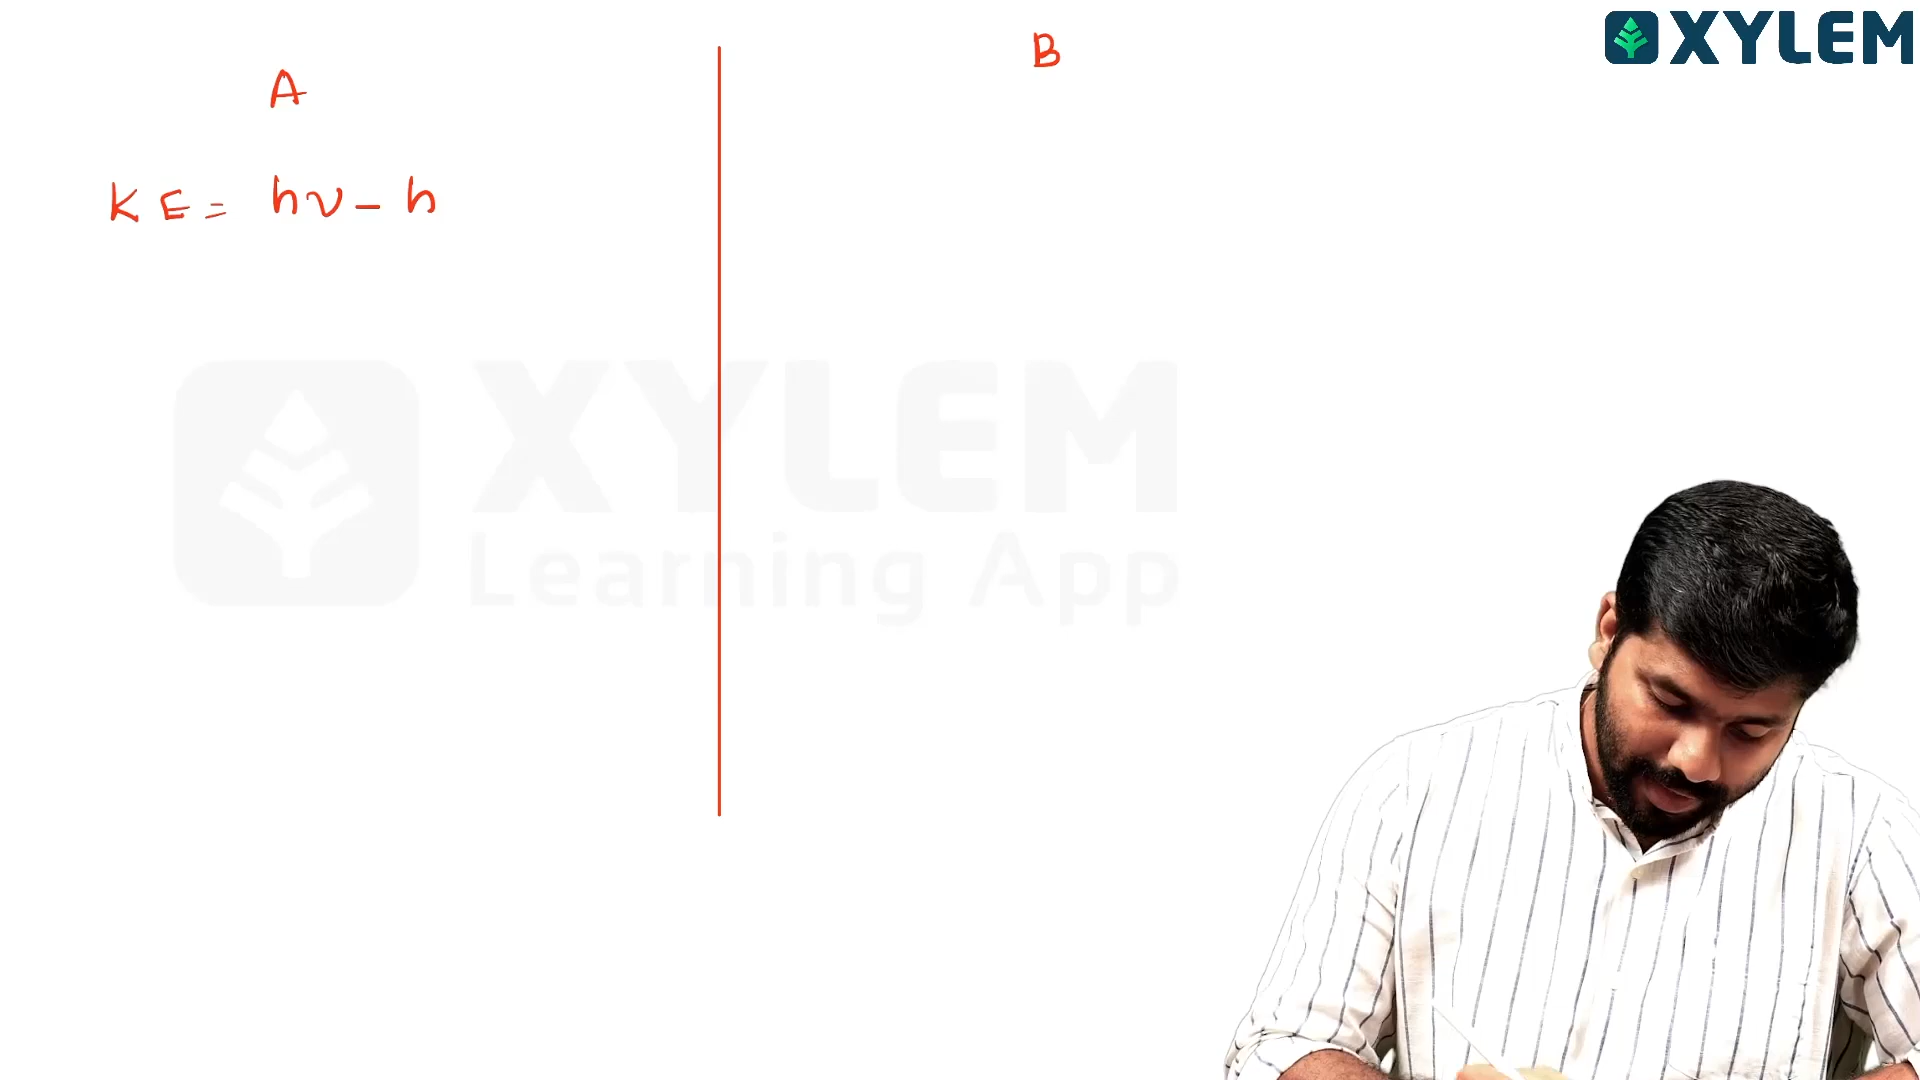 XYLEM
A
B
KE = hν - h
XYLEM
Learning App